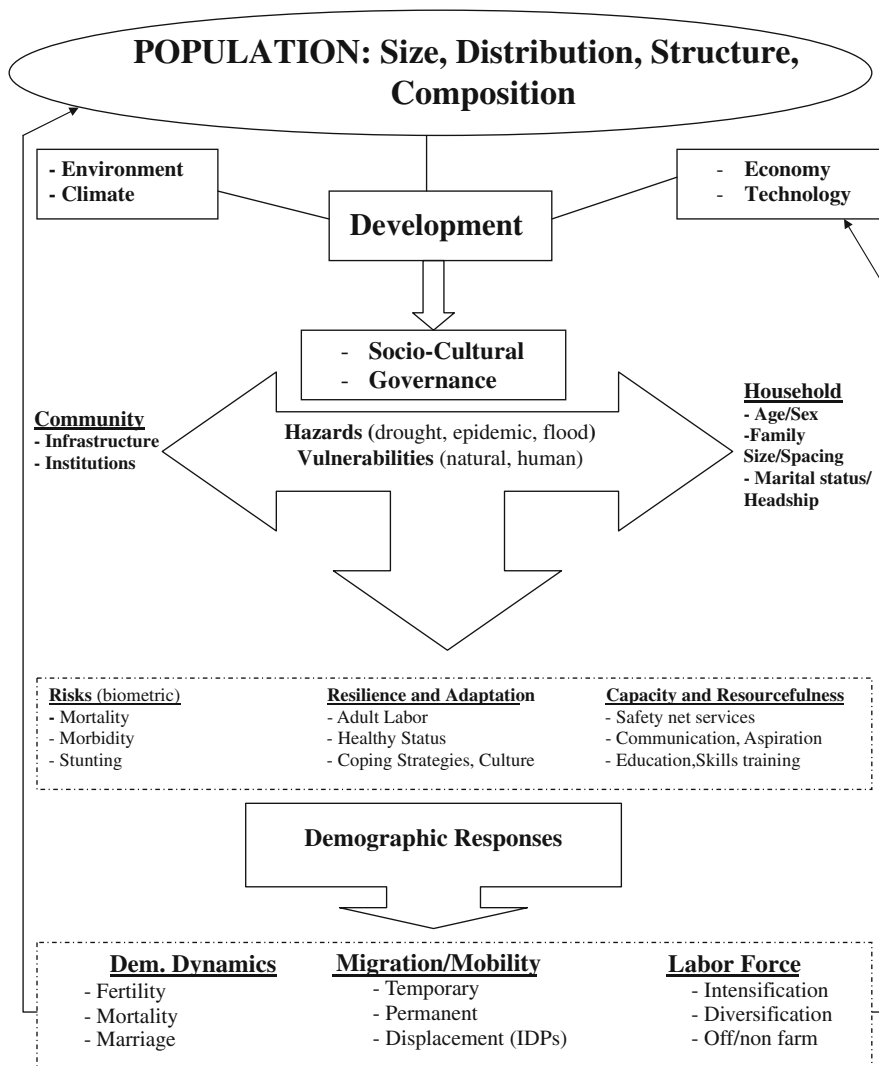 POPULATION: Size, Distribution, Structure,
Composition
- Environment
- Climate
- Economy
- Technology
Development
- Socio-Cultural
- Governance
Community
- Infrastructure
- Institutions
Hazards (drought, epidemic, flood)
Vulnerabilities (natural, human)
Household
- Age/Sex
-Family
Size/Spacing
- Marital status/
Headship
Risks (biometric)
- Mortality
- Morbidity
- Stunting
Resilience and Adaptation
- Adult Labor
- Healthy Status
- Coping Strategies, Culture
Capacity and Resourcefulness
- Safety net services
- Communication, Aspiration
- Education,Skills training
Demographic Responses
Dem. Dynamics
- Fertility
- Mortality
- Marriage
Migration/Mobility
- Temporary
- Permanent
- Displacement (IDPs)
Labor Force
- Intensification
- Diversification
- Off/non farm